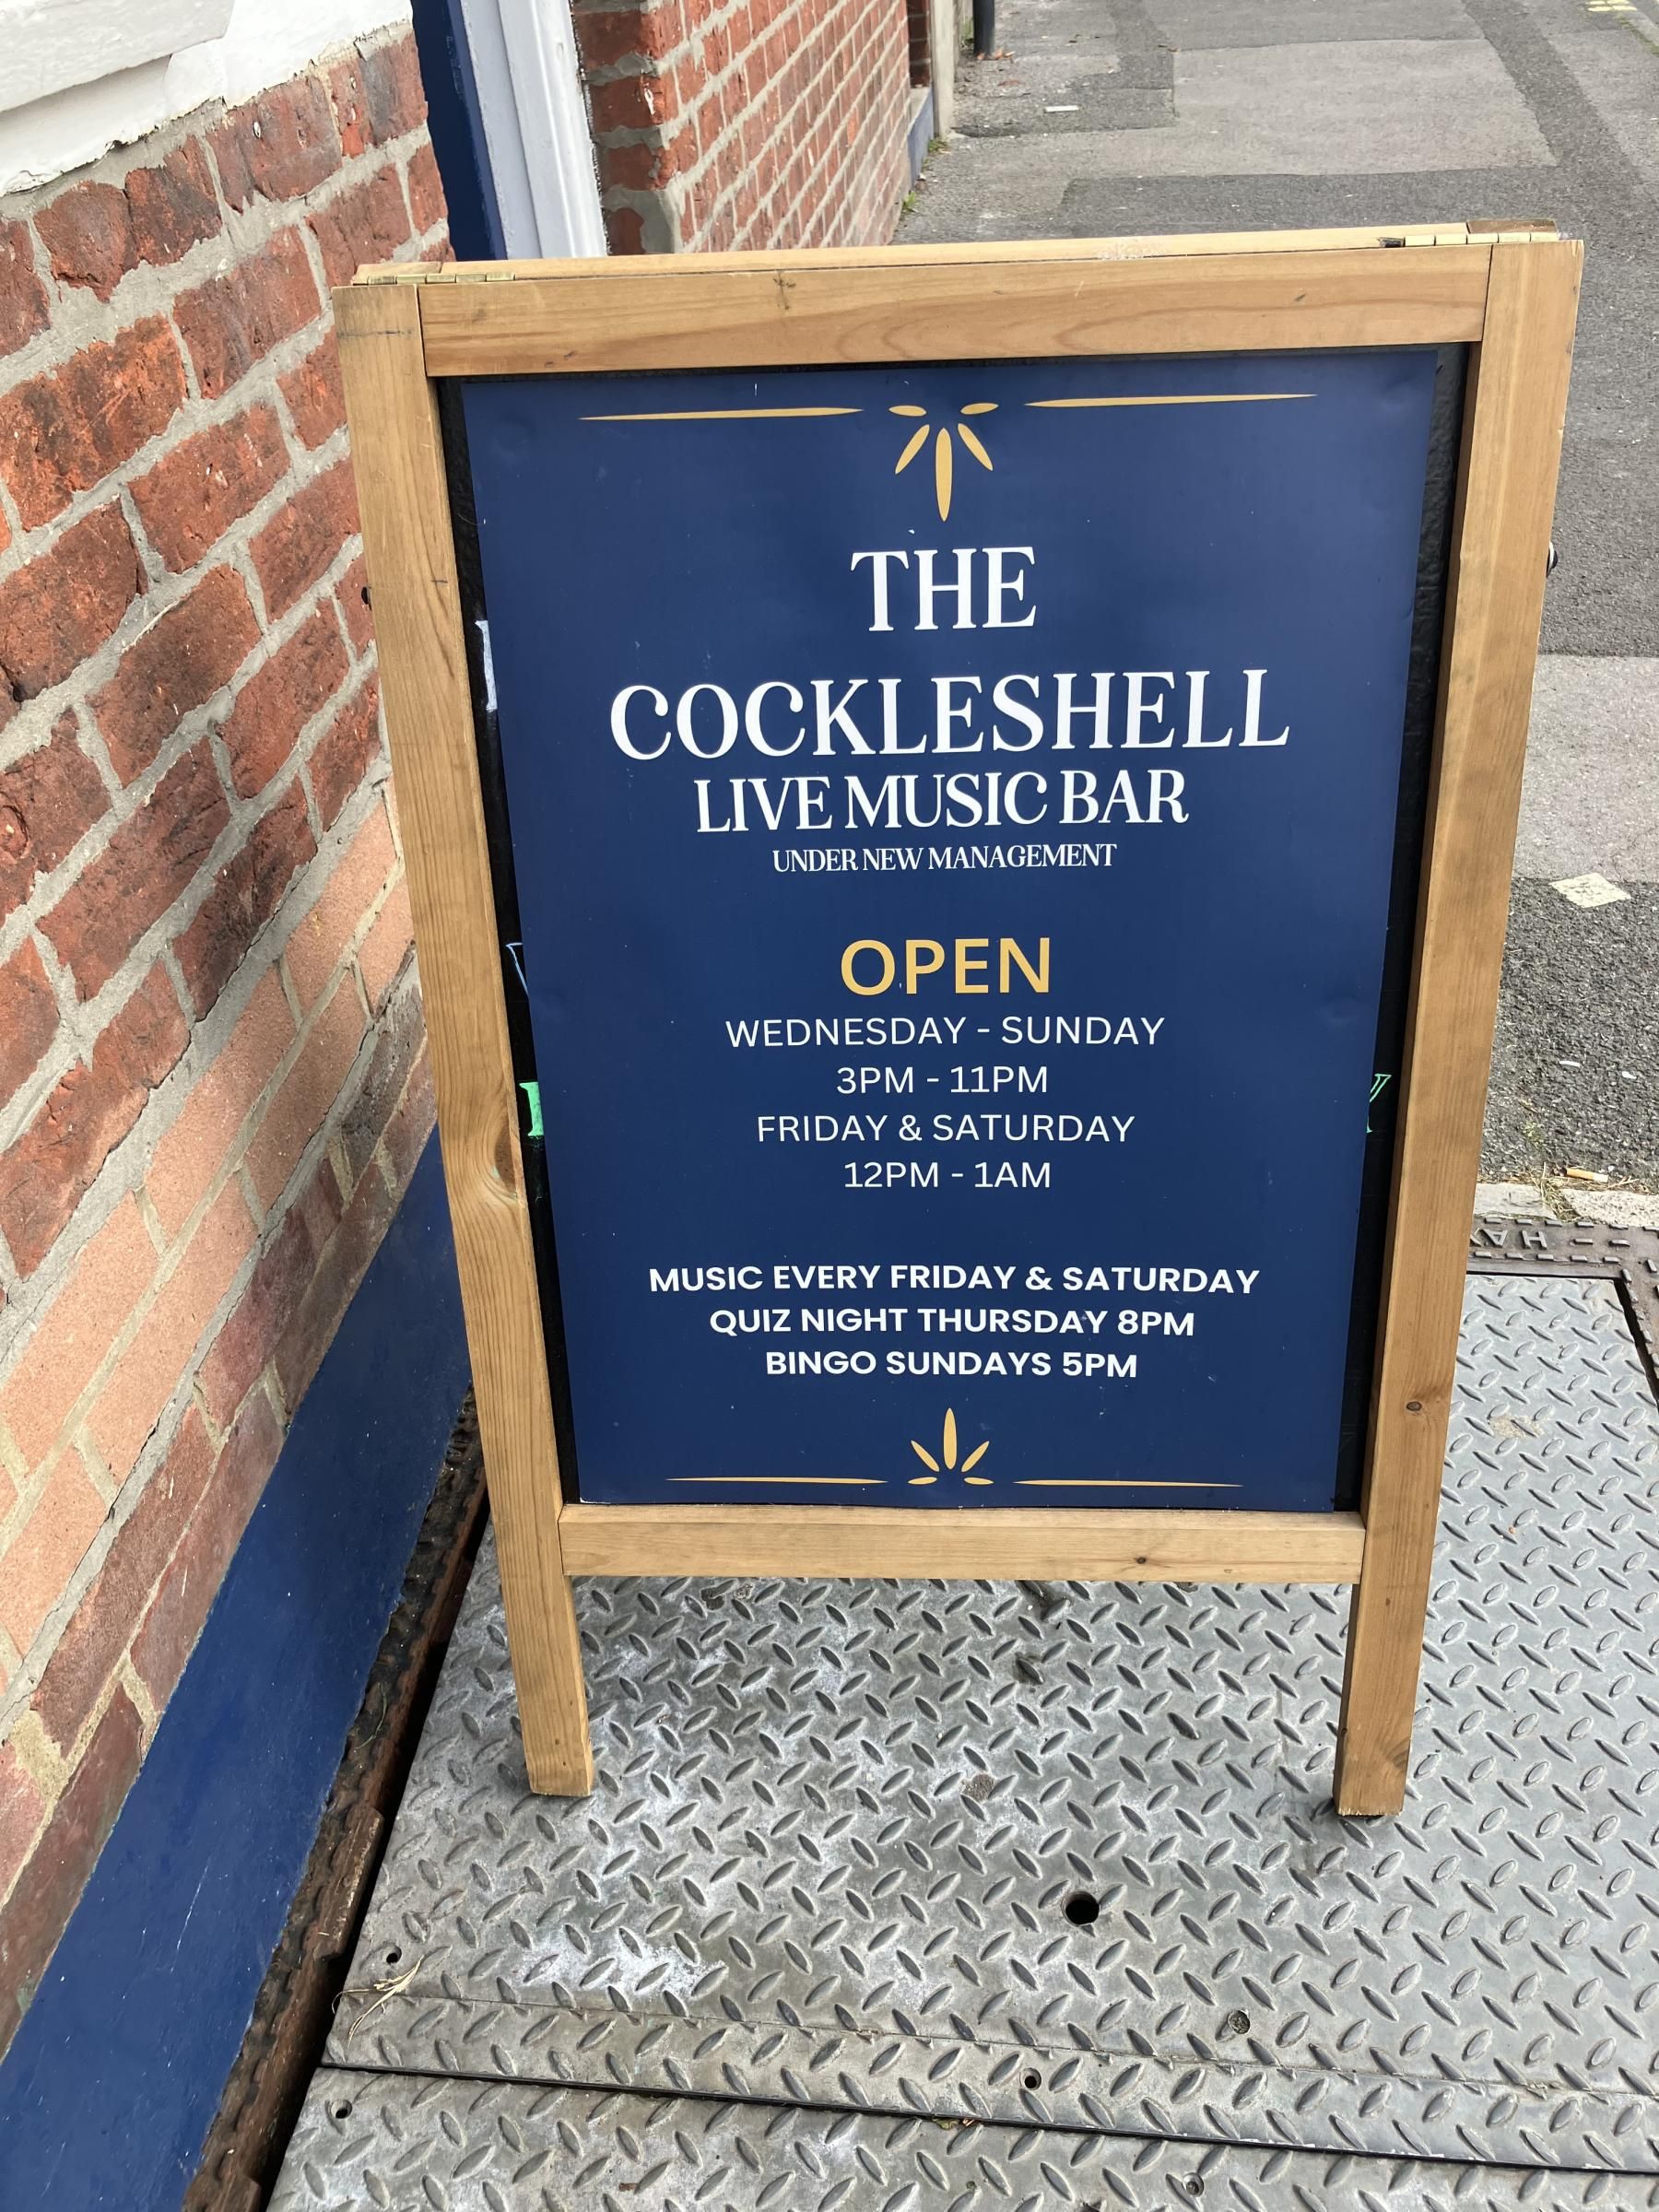 THE
COCKLESHELL
LIVE MUSIC BAR
UNDER NEW MANAGEMENT
OPEN
WEDNESDAY - SUNDAY
3PM - 11PM
FRIDAY & SATURDAY
12PM - 1AM
MUSIC EVERY FRIDAY & SATURDAY
QUIZ NIGHT THURSDAY 8PM
BINGO SUNDAYS 5PM